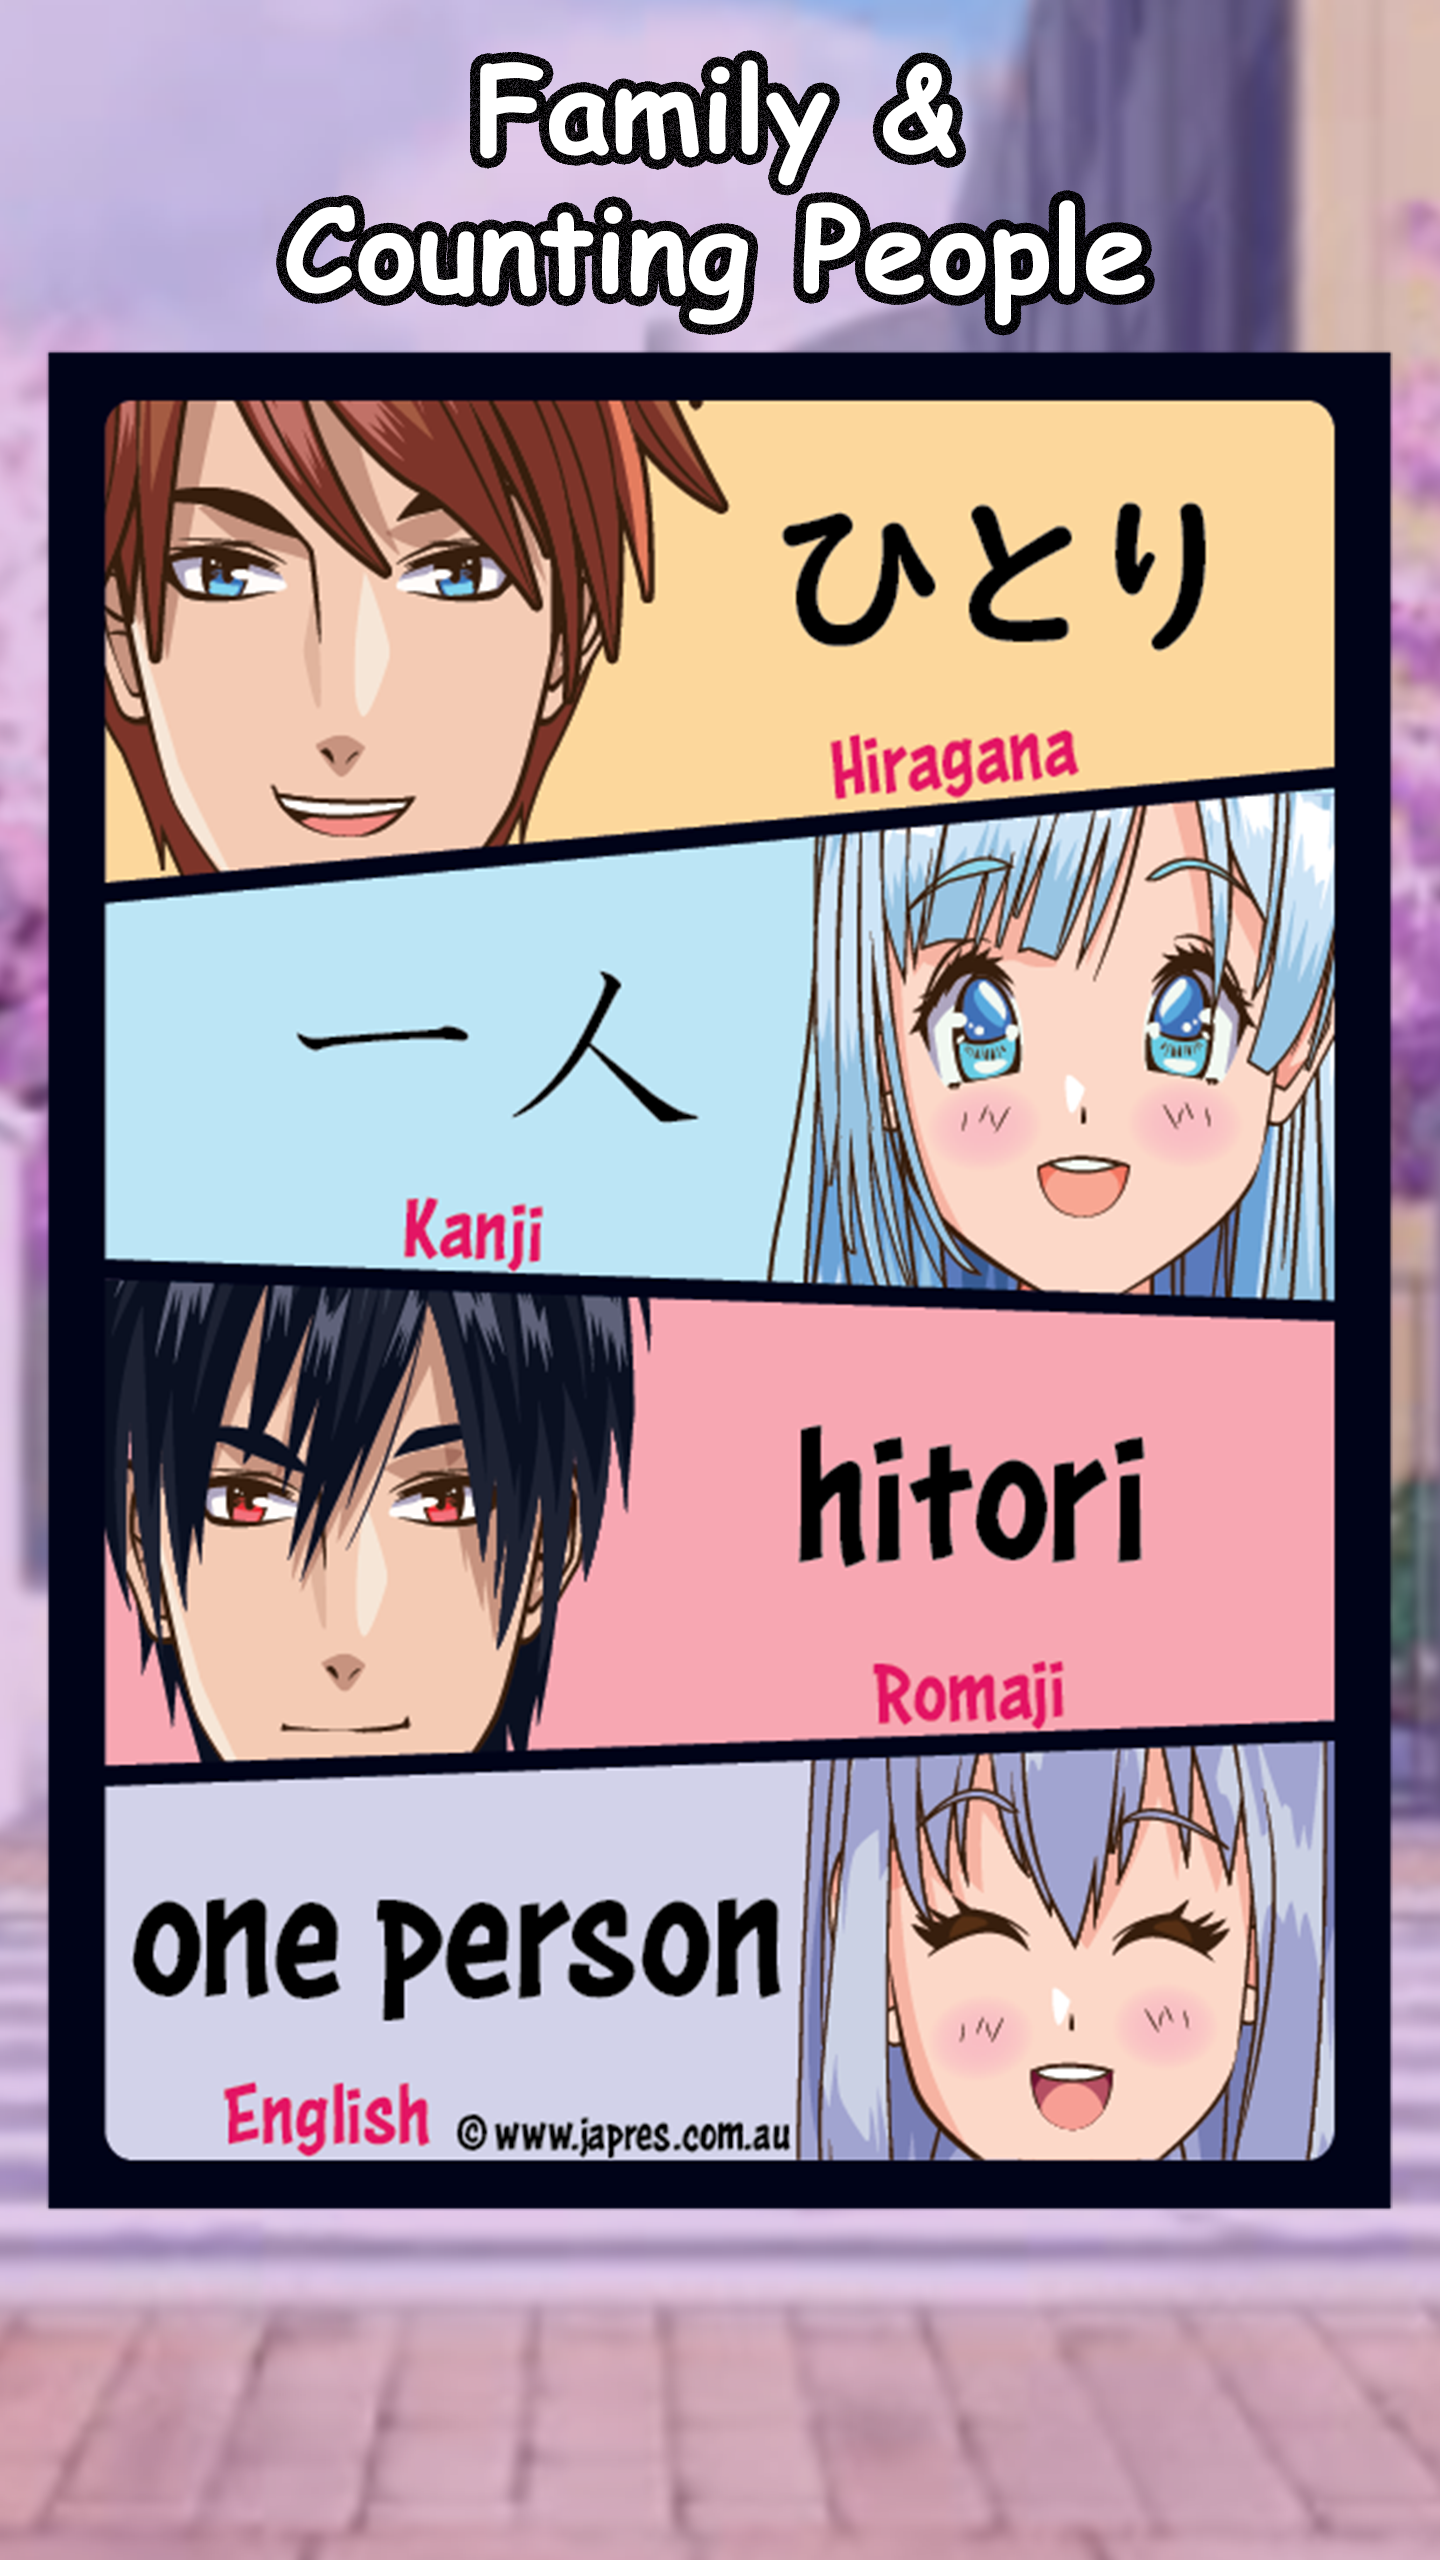 Family &
Counting People
ひとり
Hiragana
一人
Kanji
hitori
Romaji
one person
English
© www.japres.com.au